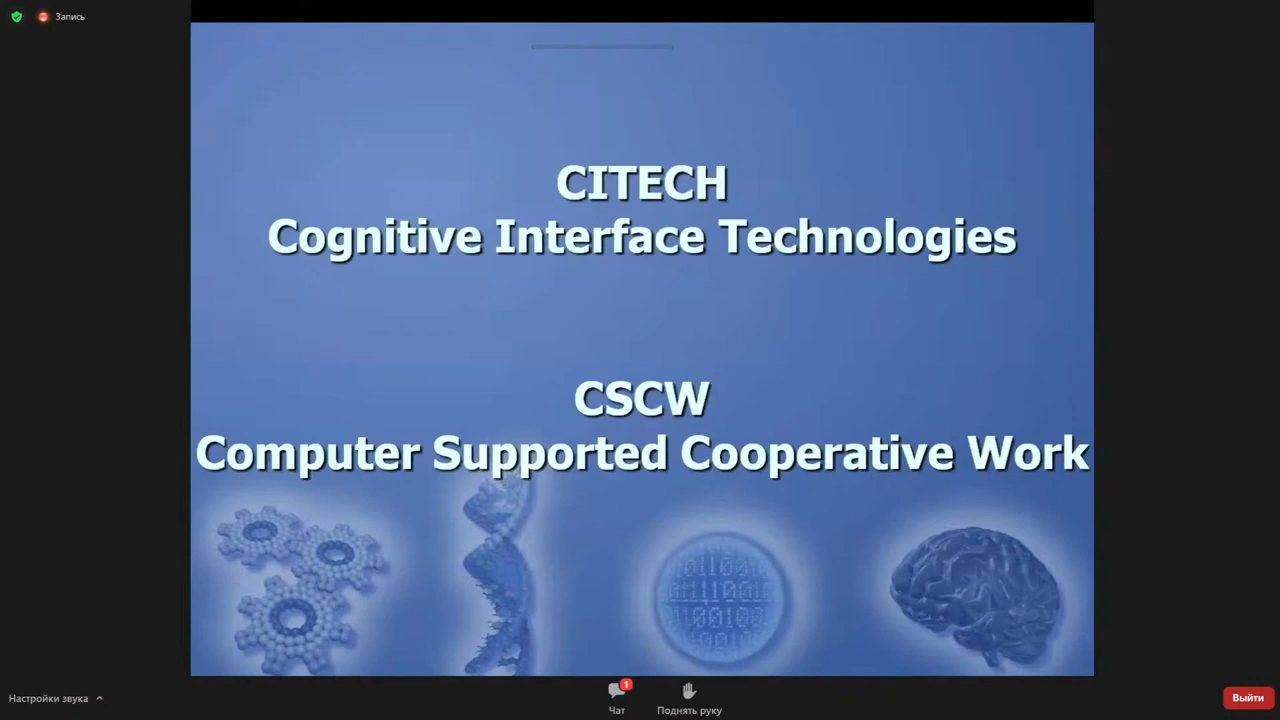 Запись
CITECH
Cognitive Interface Technologies
CSCW
Computer Supported Cooperative Work
Настройки звука
1
Чат
Поднять руку
Выйти